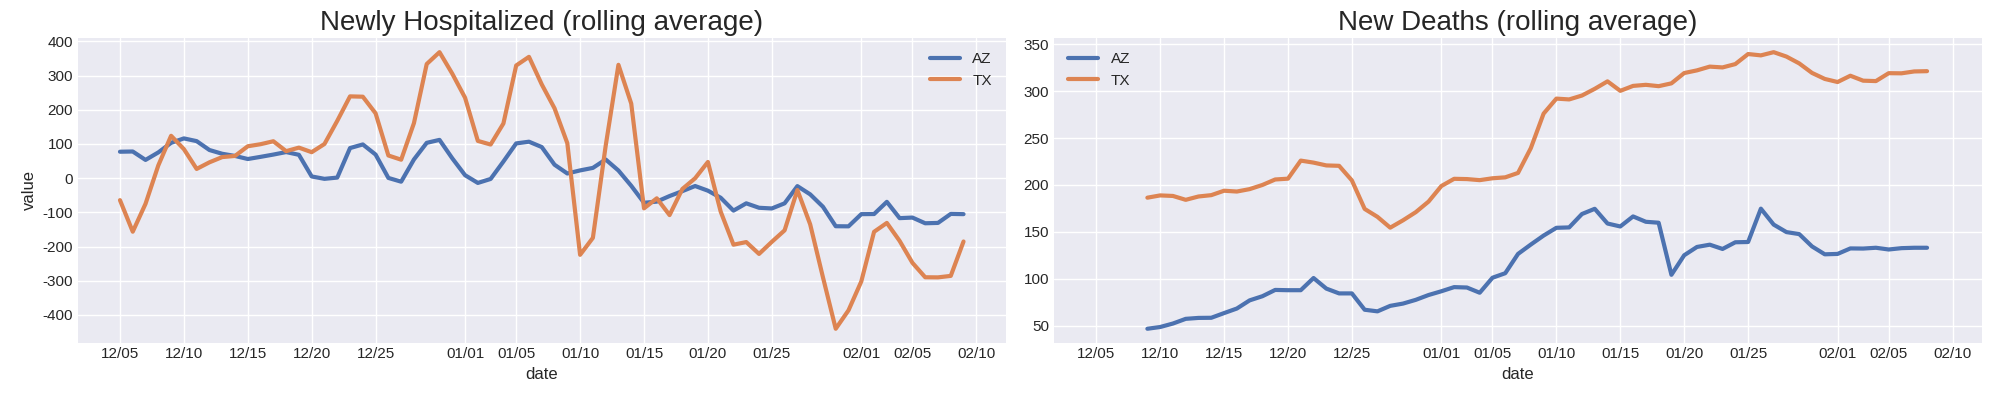 Newly Hospitalized (rolling average)
value
400
300
200
100
0
-100
-200
-300
-400
AZ
TX
12/05 12/10 12/15 12/20 12/25 01/01 01/05 01/10 01/15 01/20 01/25 02/01 02/05 02/10
date
New Deaths (rolling average)
350
300
250
200
150
100
50
AZ
TX
12/05 12/10 12/15 12/20 12/25 01/01 01/05 01/10 01/15 01/20 01/25 02/01 02/05 02/10
date